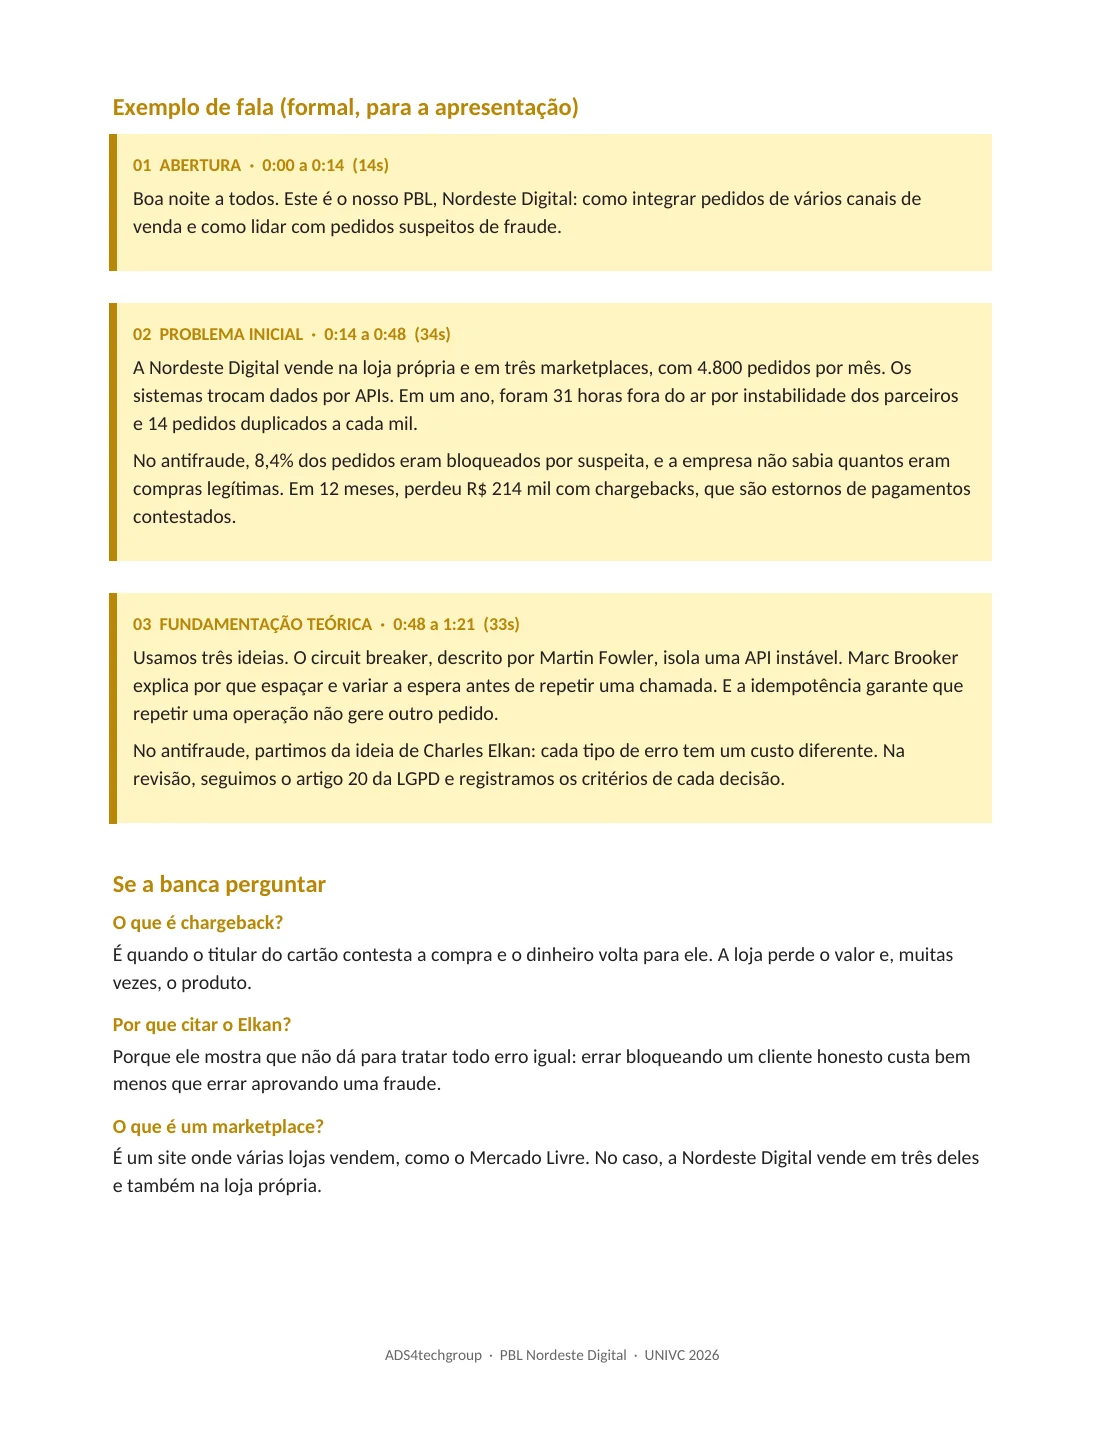 Exemplo de fala (formal, para a apresentação)
01 ABERTURA · 0:00 a 0:14 (14s)
Boa noite a todos. Este é o nosso PBL, Nordeste Digital: como integrar pedidos de vários canais de
venda e como lidar com pedidos suspeitos de fraude.
02 PROBLEMA INICIAL · 0:14 a 0:48 (34s)
A Nordeste Digital vende na loja própria e em três marketplaces, com 4.800 pedidos por mês. Os
sistemas trocam dados por APIs. Em um ano, foram 31 horas fora do ar por instabilidade dos parceiros
e 14 pedidos duplicados a cada mil.
No antifraude, 8,4% dos pedidos eram bloqueados por suspeita, e a empresa não sabia quantos eram
compras legítimas. Em 12 meses, perdeu R$ 214 mil com chargebacks, que são estornos de pagamentos
contestados.
03 FUNDAMENTAÇÃO TEÓRICA · 0:48 a 1:21 (33s)
Usamos três ideias. O circuit breaker, descrito por Martin Fowler, isola uma API instável. Marc Brooker
explica por que espaçar e variar a espera antes de repetir uma chamada. E a idempotência garante que
repetir uma operação não gere outro pedido.
No antifraude, partimos da ideia de Charles Elkan: cada tipo de erro tem um custo diferente. Na
revisão, seguimos o artigo 20 da LGPD e registramos os critérios de cada decisão.
Se a banca perguntar
O que é chargeback?
É quando o titular do cartão contesta a compra e o dinheiro volta para ele. A loja perde o valor e, muitas
vezes, o produto.
Por que citar o Elkan?
Porque ele mostra que não dá para tratar todo erro igual: errar bloqueando um cliente honesto custa bem
menos que errar aprovando uma fraude.
O que é um marketplace?
É um site onde várias lojas vendem, como o Mercado Livre. No caso, a Nordeste Digital vende em três deles
e também na loja própria.
ADS4techgroup · PBL Nordeste Digital · UNIVC 2026